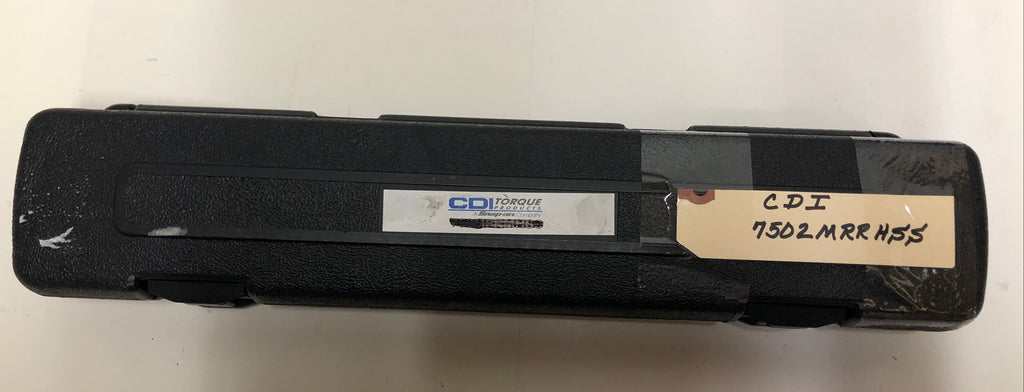 CDI TORQUE
PRODUCTS
A Snap-on Company
CDI
7502MRRHSS